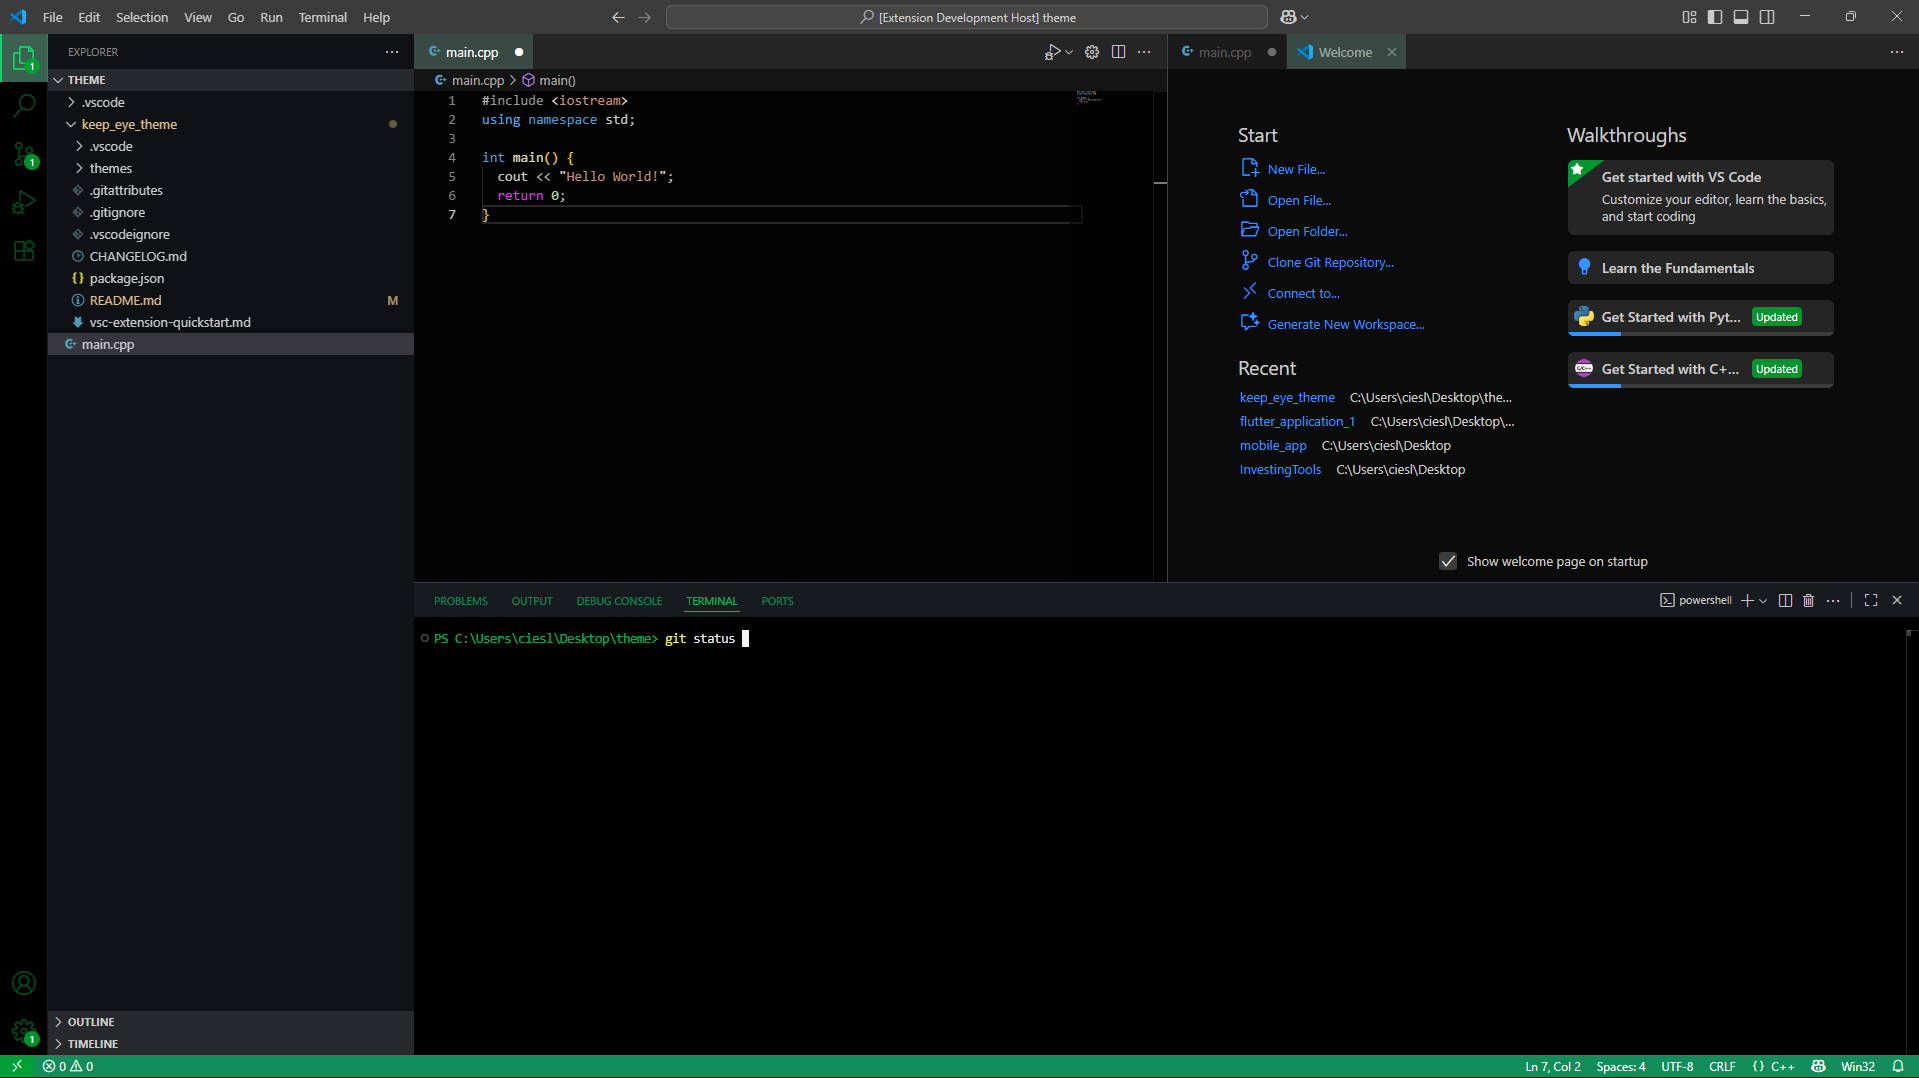 File Edit Selection View Go Run Terminal Help
[Extension Development Host] theme
EXPLORER
THEME
.vscode
keep_eye_theme
.vscode
themes
.gitattributes
.gitignore
.vscodeignore
CHANGELOG.md
package.json
README.md M
vsc-extension-quickstart.md
main.cpp
OUTLINE
TIMELINE
1
1
1
main.cpp
main.cpp > main()
1 #include <iostream>
2 using namespace std;
3
4 int main() {
5 cout << "Hello World!";
6 return 0;
7 }
main.cpp Welcome
Start
New File...
Open File...
Open Folder...
Clone Git Repository...
Connect to...
Generate New Workspace...
Recent
keep_eye_theme C:\Users\ciesl\Desktop\the...
flutter_application_1 C:\Users\ciesl\Desktop\...
mobile_app C:\Users\ciesl\Desktop
InvestingTools C:\Users\ciesl\Desktop
Walkthroughs
Get started with VS Code
Customize your editor, learn the basics,
and start coding
Learn the Fundamentals
Get Started with Pyt... Updated
C/C++ Get Started with C+... Updated
Show welcome page on startup
PROBLEMS OUTPUT DEBUG CONSOLE TERMINAL PORTS
powershell
PS C:\Users\ciesl\Desktop\theme> git status
0 0
Ln 7, Col 2 Spaces: 4 UTF-8 CRLF {} C++ Win32